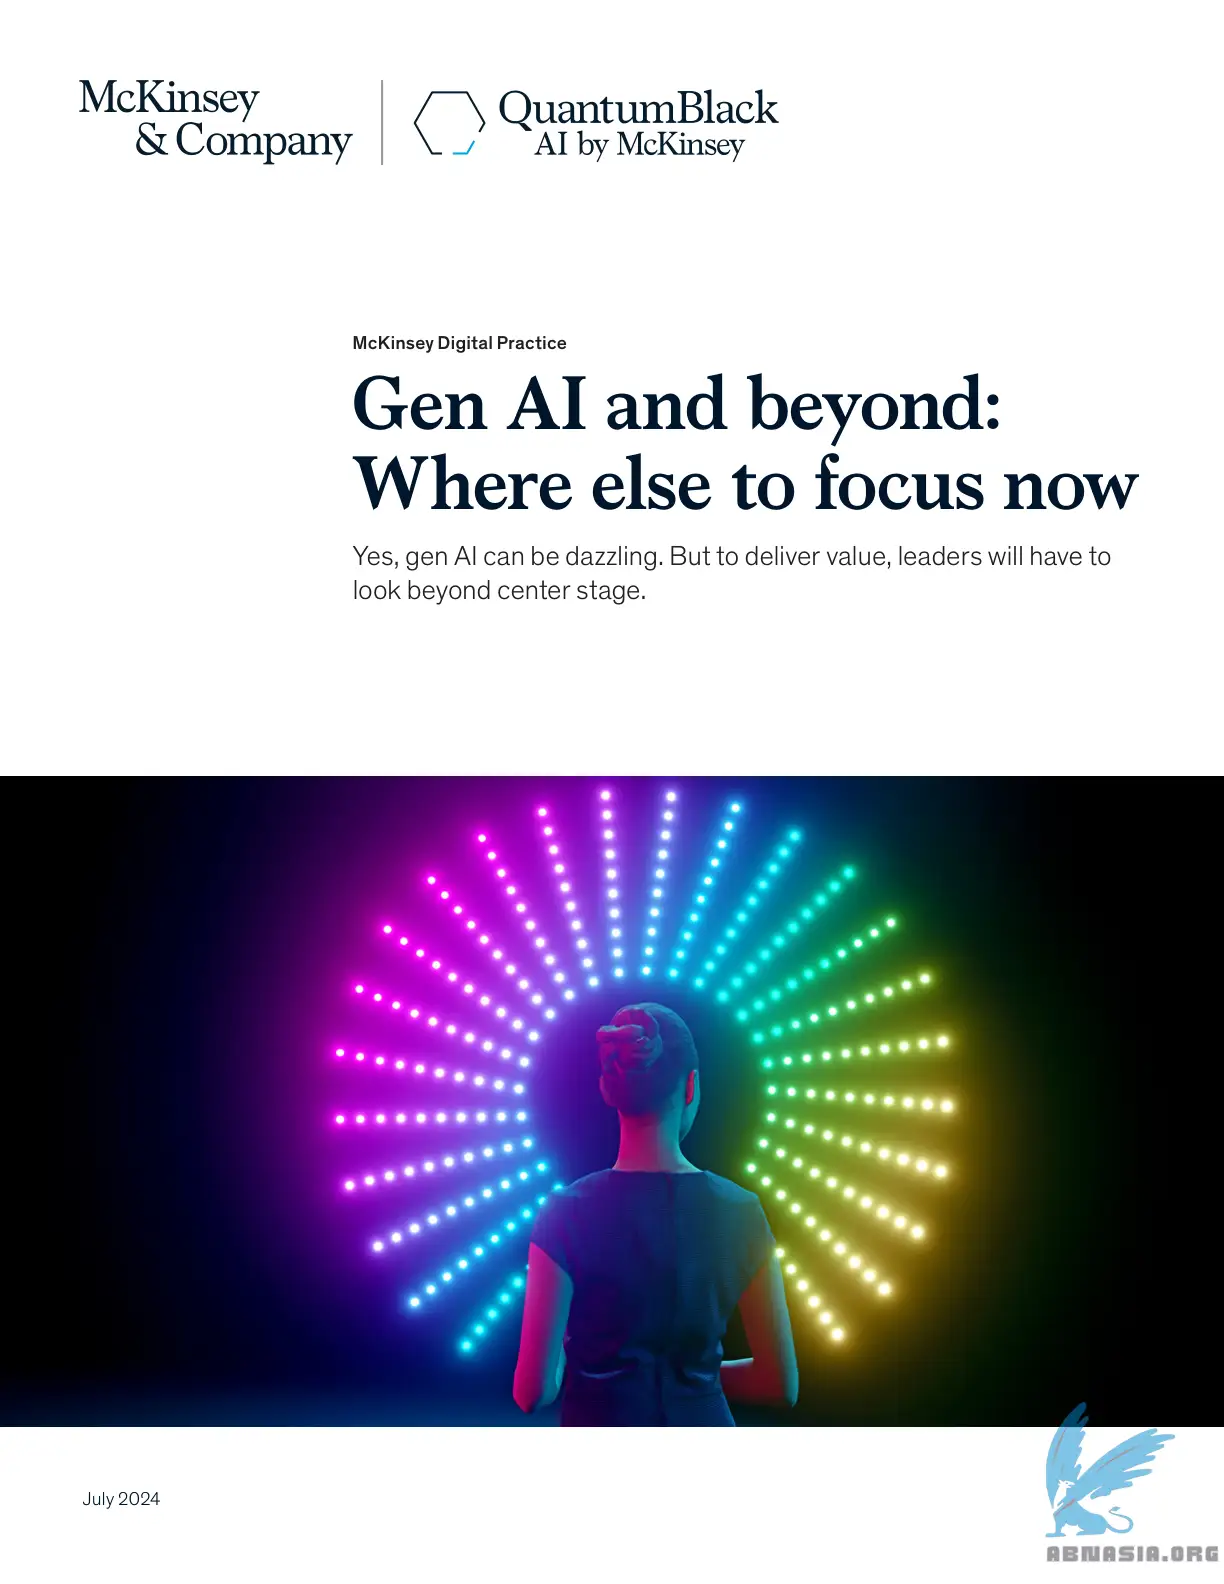 McKinsey
& Company
QuantumBlack
AI by McKinsey
McKinsey Digital Practice
Gen AI and beyond:
Where else to focus now
Yes, gen AI can be dazzling. But to deliver value, leaders will have to
look beyond center stage.
July 2024
ABNASIA.ORG